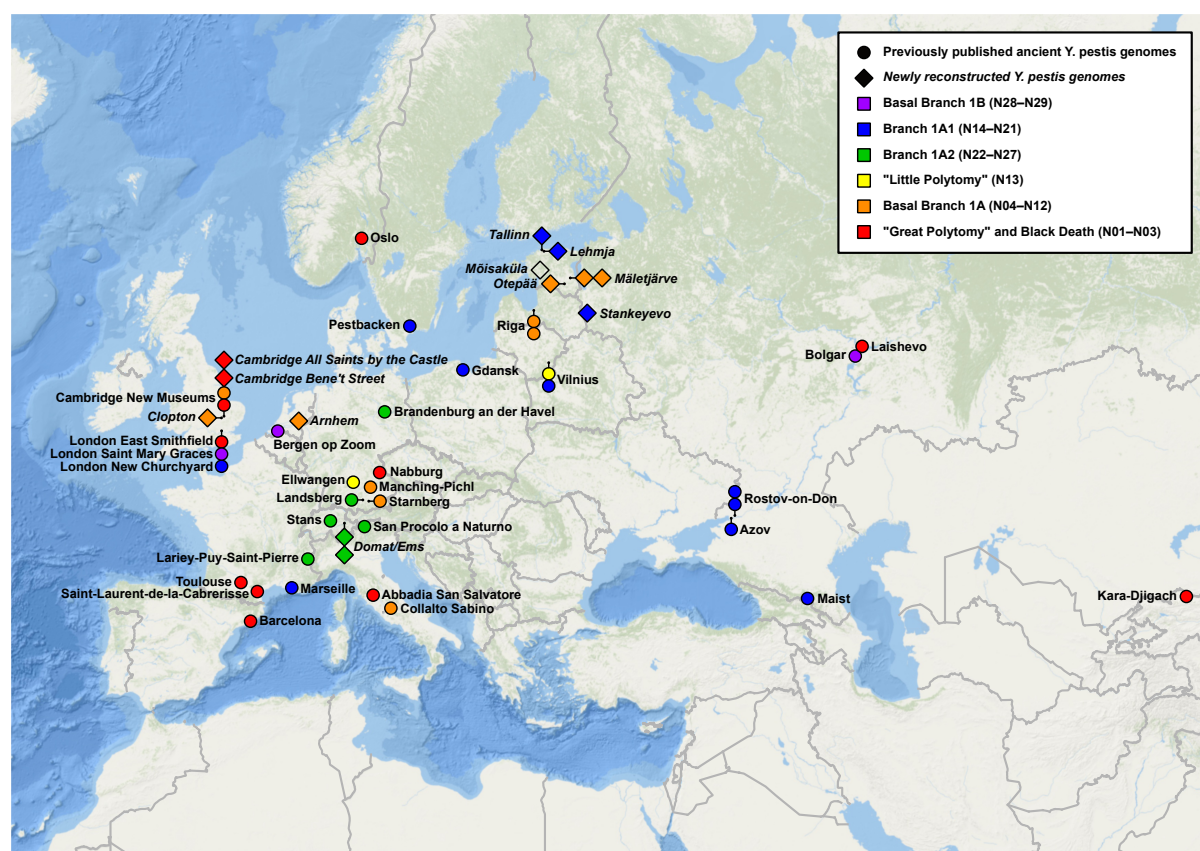 Previously published ancient Y. pestis genomes
Newly reconstructed Y. pestis genomes
Basal Branch 1B (N28–N29)
Branch 1A1 (N14–N21)
Branch 1A2 (N22–N27)
"Little Polytomy" (N13)
Basal Branch 1A (N04–N12)
"Great Polytomy" and Black Death (N01–N03)
Oslo
Tallinn
Lehmja
Mõisaküla
Otepää
Mäletjärve
Stankeyevo
Pestbacken
Riga
Gdansk
Vilnius
Laishevo
Bolgar
Cambridge All Saints by the Castle
Cambridge Bene't Street
Cambridge New Museums
Clopton
Arnhem
Brandenburg an der Havel
Bergen op Zoom
London East Smithfield
London Saint Mary Graces
London New Churchyard
Nabburg
Ellwangen
Manching-Pichl
Landsberg
Starnberg
Stans
San Procolo a Naturno
Domat/Ems
Lariey-Puy-Saint-Pierre
Rostov-on-Don
Azov
Toulouse
Saint-Laurent-de-la-Cabrerisse
Marseille
Abbadia San Salvatore
Collalto Sabino
Barcelona
Maist
Kara-Djigach